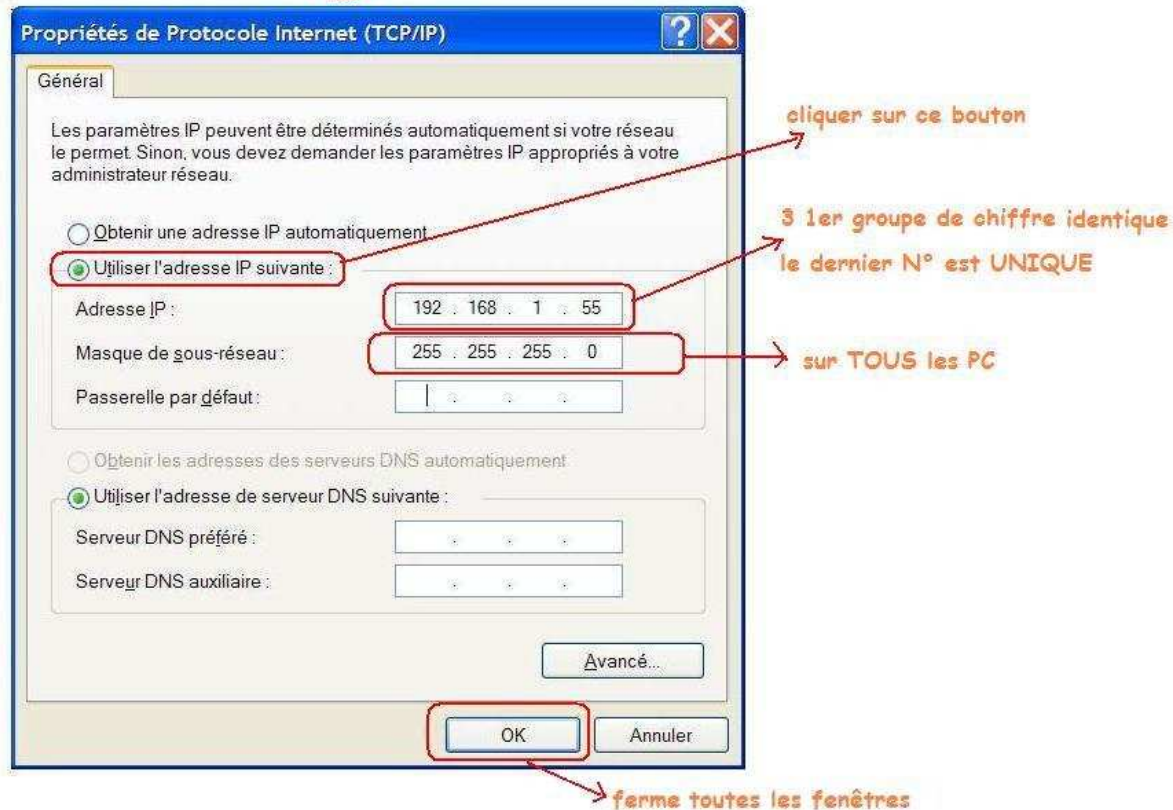 Propriétés de Protocole Internet (TCP/IP)
Général
Les paramètres IP peuvent être déterminés automatiquement si votre réseau
le permet. Sinon, vous devez demander les paramètres IP appropriés à votre
administrateur réseau.
Obtenir une adresse IP automatiquement
Utiliser l'adresse IP suivante :
Adresse IP : 192 . 168 . 1 . 55
Masque de sous-réseau : 255 . 255 . 255 . 0
Passerelle par défaut : . . .
Obtenir les adresses des serveurs DNS automatiquement
Utiliser l'adresse de serveur DNS suivante :
Serveur DNS préféré : . . .
Serveur DNS auxiliaire : . . .
Avancé...
OK
Annuler
cliquer sur ce bouton
3 1er groupe de chiffre identique
le dernier N° est UNIQUE
sur TOUS les PC
ferme toutes les fenêtres